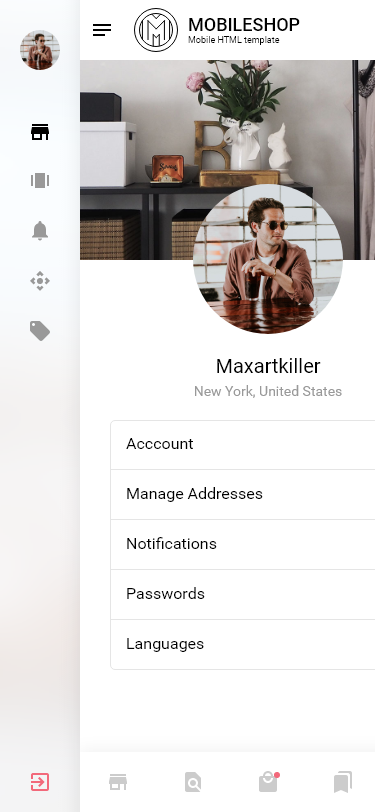 MOBILESHOP
Mobile HTML template
Maxartkiller
New York, United States
Acccount
Manage Addresses
Notifications
Passwords
Languages